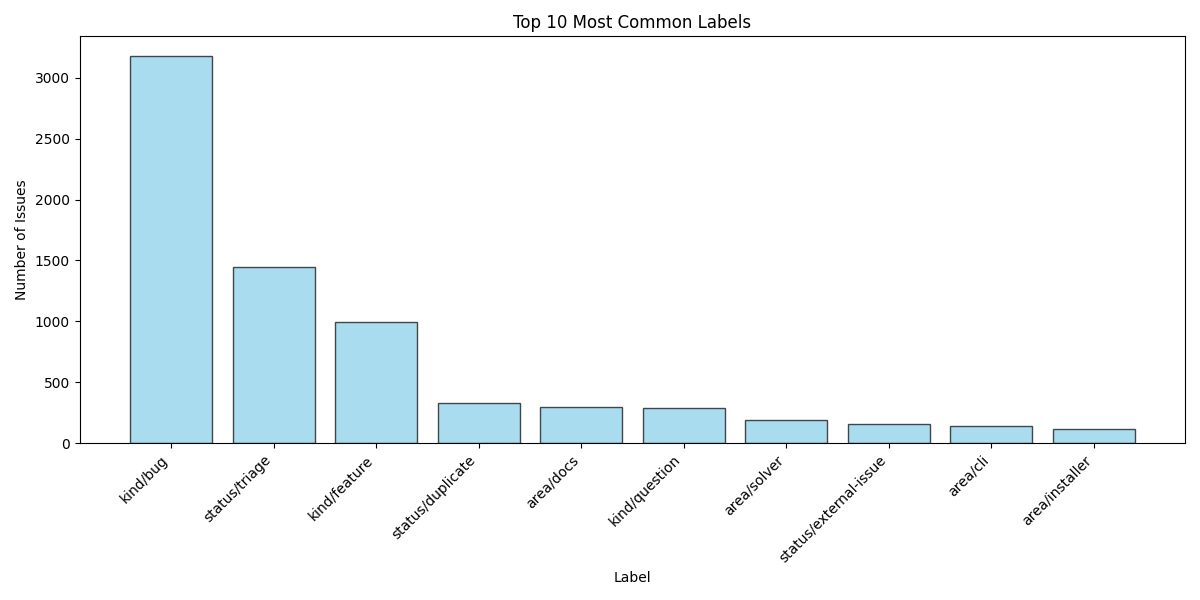 Top 10 Most Common Labels
Number of Issues
3000
2500
2000
1500
1000
500
0
kind/bug
status/triage
kind/feature
status/duplicate
area/docs
kind/question
area/solver
status/external-issue
area/cli
area/installer
Label